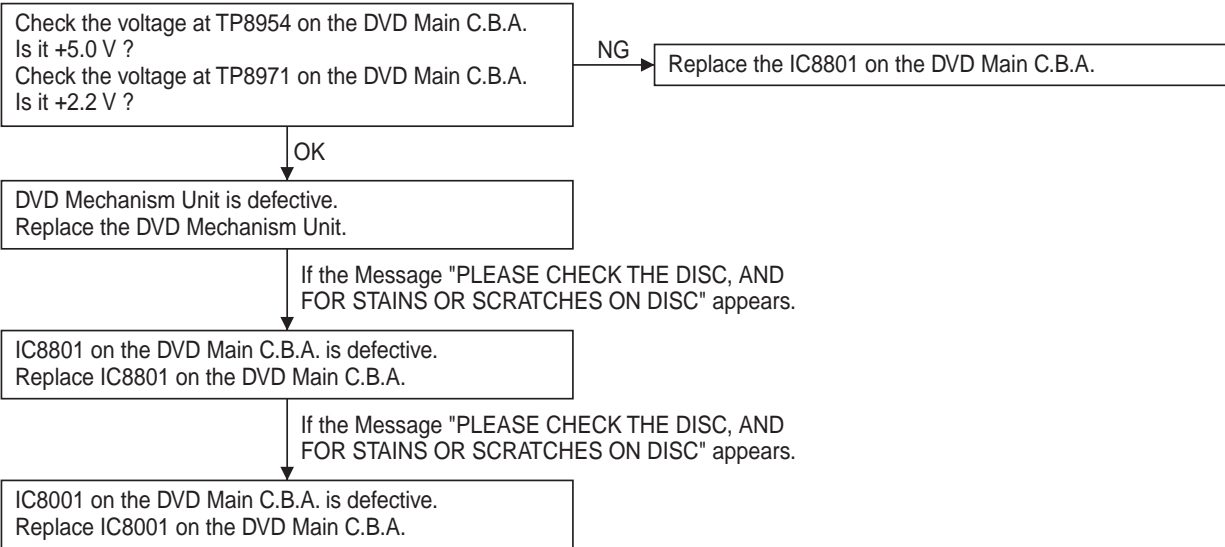 Check the voltage at TP8954 on the DVD Main C.B.A.
Is it +5.0 V ?
Check the voltage at TP8971 on the DVD Main C.B.A.
Is it +2.2 V ?
NG
Replace the IC8801 on the DVD Main C.B.A.
OK
DVD Mechanism Unit is defective.
Replace the DVD Mechanism Unit.
If the Message "PLEASE CHECK THE DISC, AND
FOR STAINS OR SCRATCHES ON DISC" appears.
IC8801 on the DVD Main C.B.A. is defective.
Replace IC8801 on the DVD Main C.B.A.
If the Message "PLEASE CHECK THE DISC, AND
FOR STAINS OR SCRATCHES ON DISC" appears.
IC8001 on the DVD Main C.B.A. is defective.
Replace IC8001 on the DVD Main C.B.A.